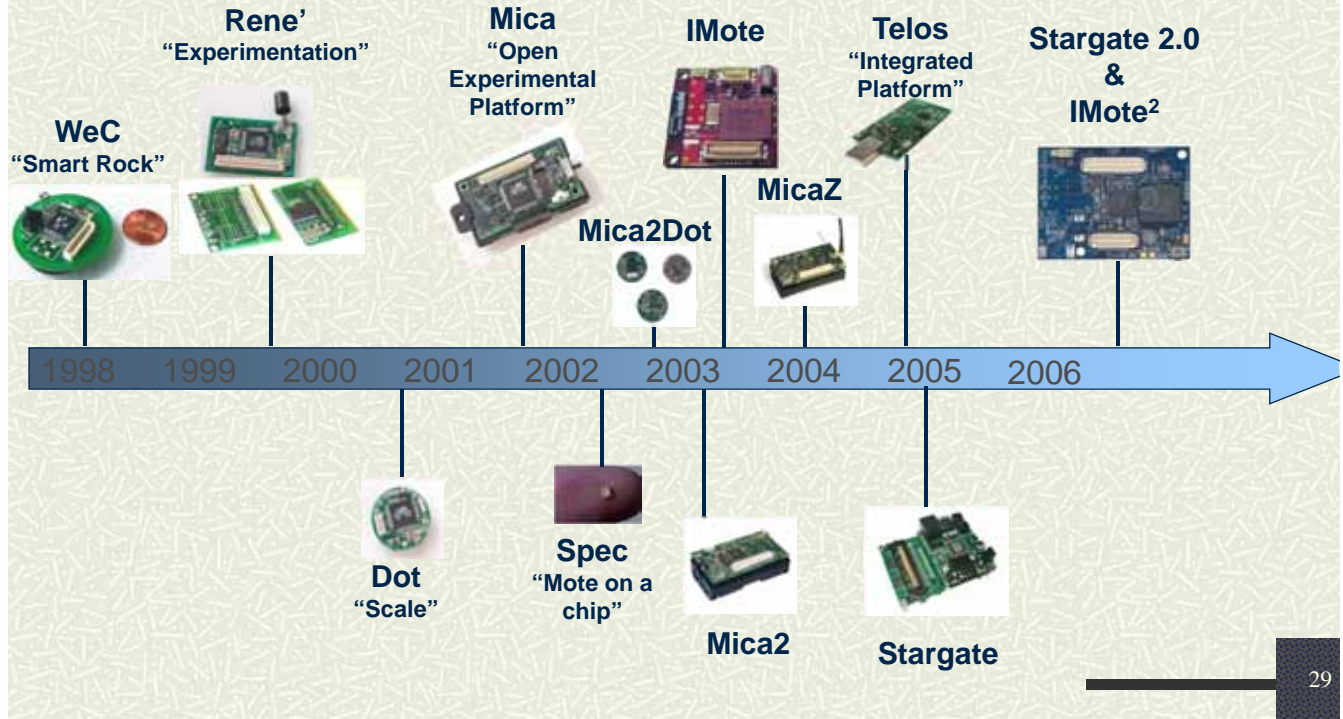 Rene’
“Experimentation”
Mica
“Open
Experimental
Platform”
IMote
Telos
“Integrated
Platform”
Stargate 2.0
&
IMote²
WeC
“Smart Rock”
MicaZ
Mica2Dot
1998 1999 2000 2001 2002 2003 2004 2005 2006
Dot
“Scale”
Spec
“Mote on a
chip”
Mica2
Stargate
29